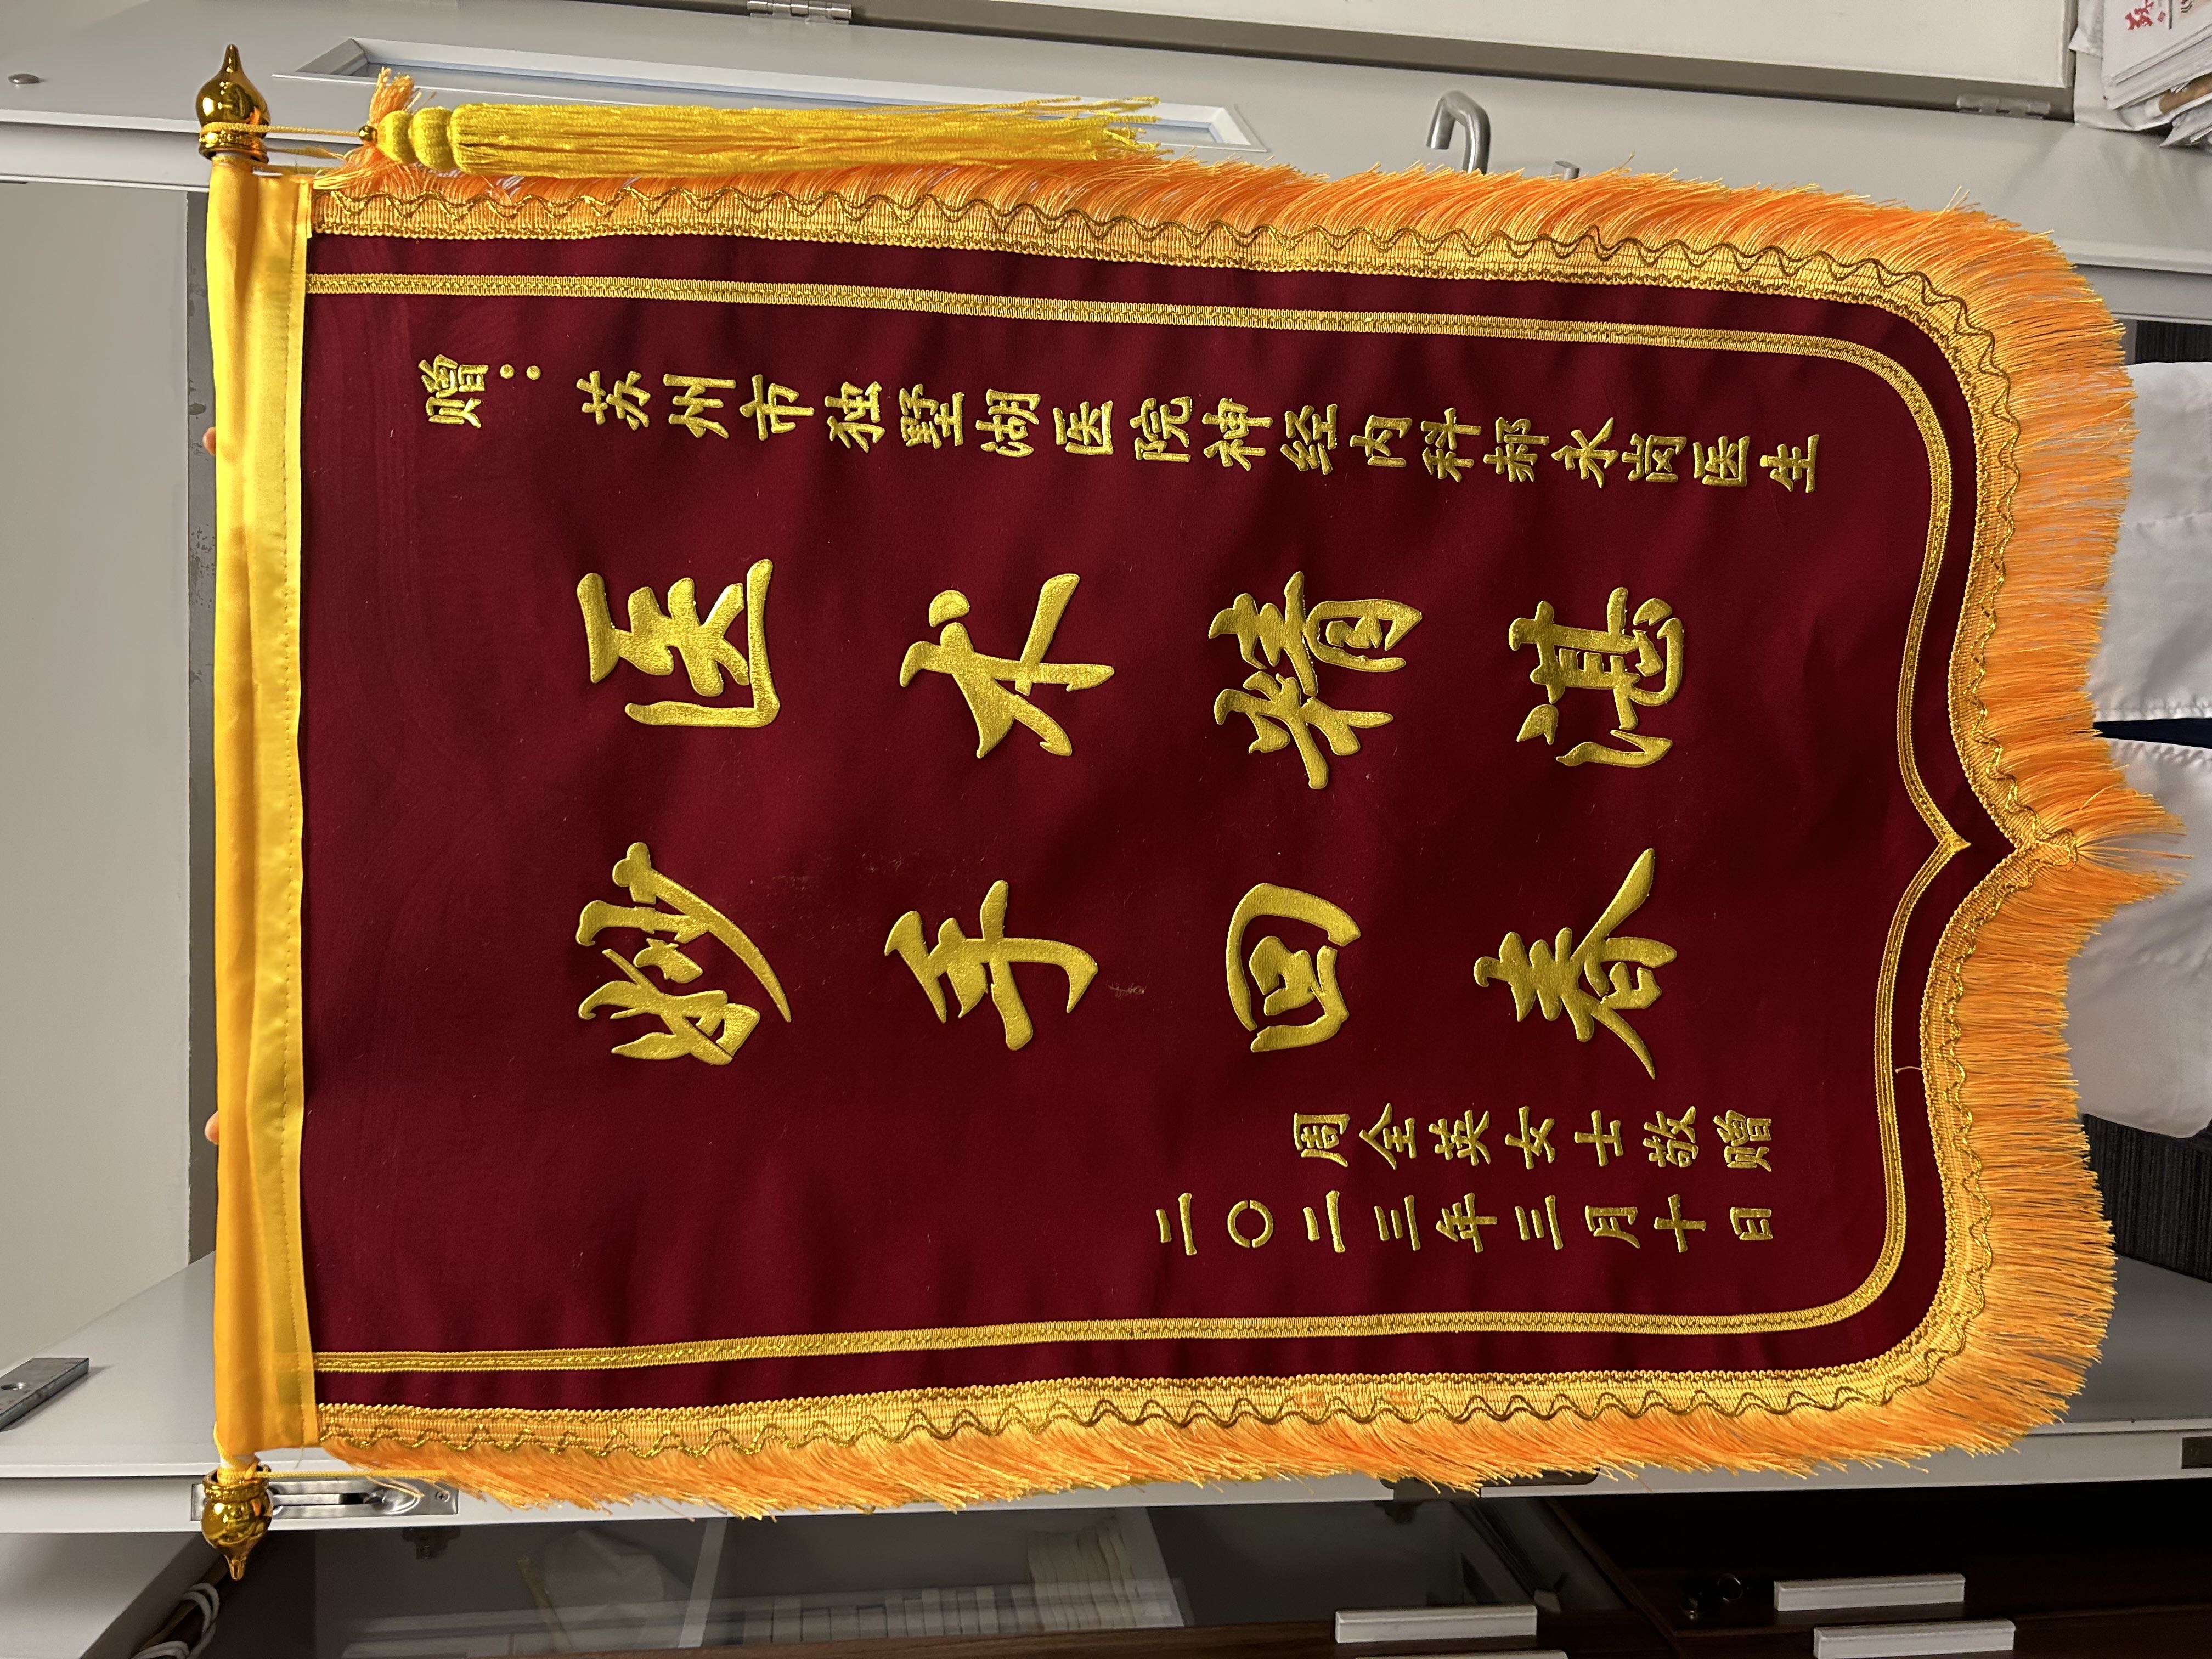 赠：苏州市独墅湖医院神经内科部永岗医生
医术精湛
妙手回春
周全英女士敬赠
二〇二三年三月十日